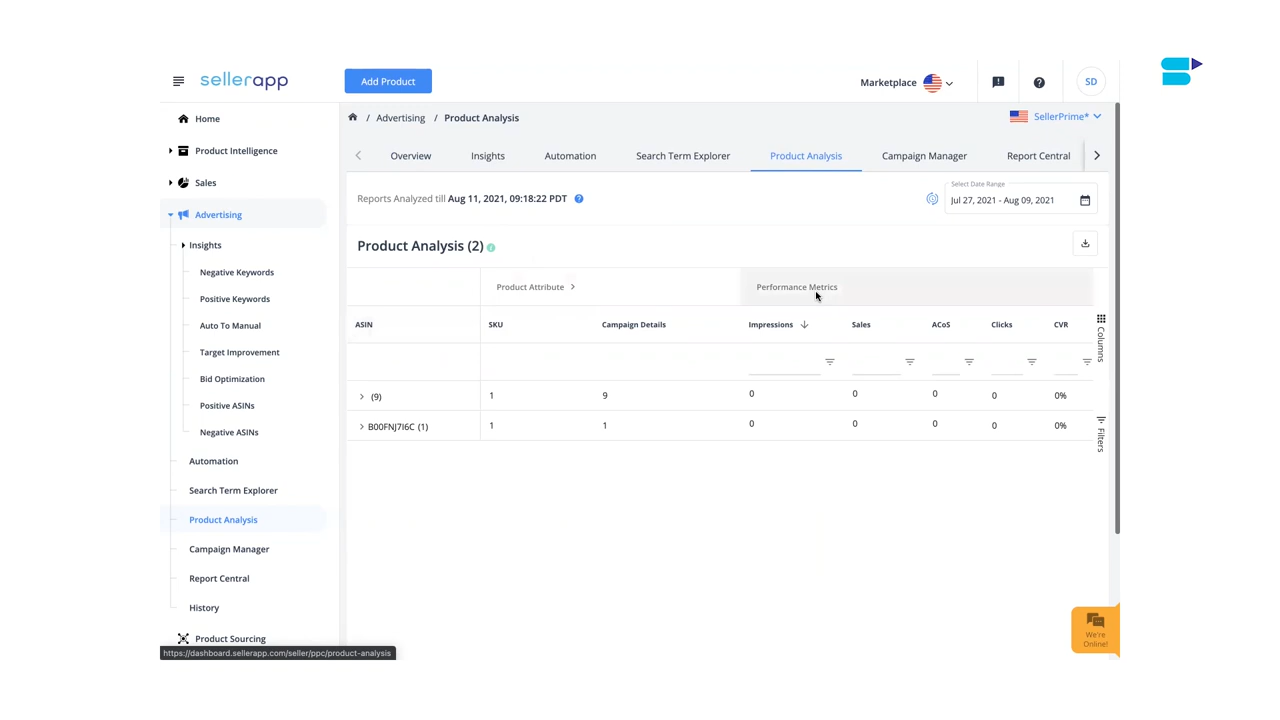 sellerapp
Add Product
Marketplace
SD
Home
Product Intelligence
Sales
Advertising
Insights
Negative Keywords
Positive Keywords
Auto To Manual
Target Improvement
Bid Optimization
Positive ASINs
Negative ASINs
Automation
Search Term Explorer
Product Analysis
Campaign Manager
Report Central
History
Product Sourcing
https://dashboard.sellerapp.com/seller/ppc/product-analysis
/ Advertising / Product Analysis
SellerPrime*
Overview Insights Automation Search Term Explorer Product Analysis Campaign Manager Report Central
Reports Analyzed till Aug 11, 2021, 09:18:22 PDT ?
Select Date Range
Jul 27, 2021 - Aug 09, 2021
Product Analysis (2)
Product Attribute Performance Metrics
ASIN SKU Campaign Details Impressions Sales ACoS Clicks CVR
(9) 1 9 0 0 0 0 0%
B00FNJ7I6C (1) 1 1 0 0 0 0 0%
Columns
Filters
We're
Online!